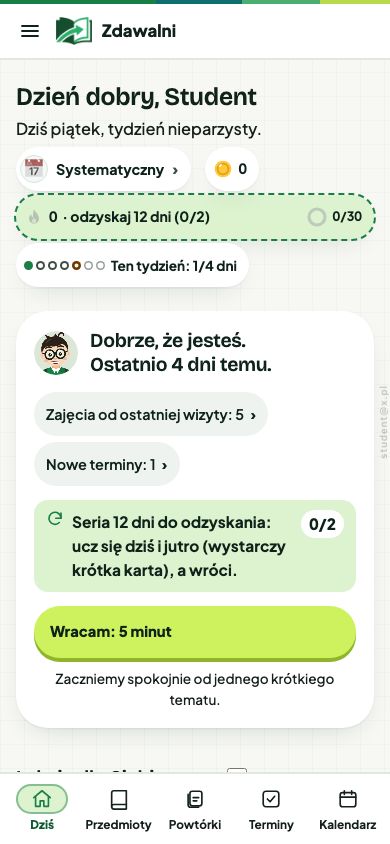 Zdawalni
Dzień dobry, Student
Dziś piątek, tydzień nieparzysty.
17
Systematyczny ›
0
0 · odzyskaj 12 dni (0/2)
0/30
Ten tydzień: 1/4 dni
Dobrze, że jesteś.
Ostatnio 4 dni temu.
Zajęcia od ostatniej wizyty: 5 ›
Nowe terminy: 1 ›
Seria 12 dni do odzyskania:
ucz się dziś i jutro (wystarczy
krótka karta), a wróci.
0/2
Wracam: 5 minut
Zaczniemy spokojnie od jednego krótkiego
tematu.
student@x.pl
Dziś
Przedmioty
Powtórki
Terminy
Kalendarz